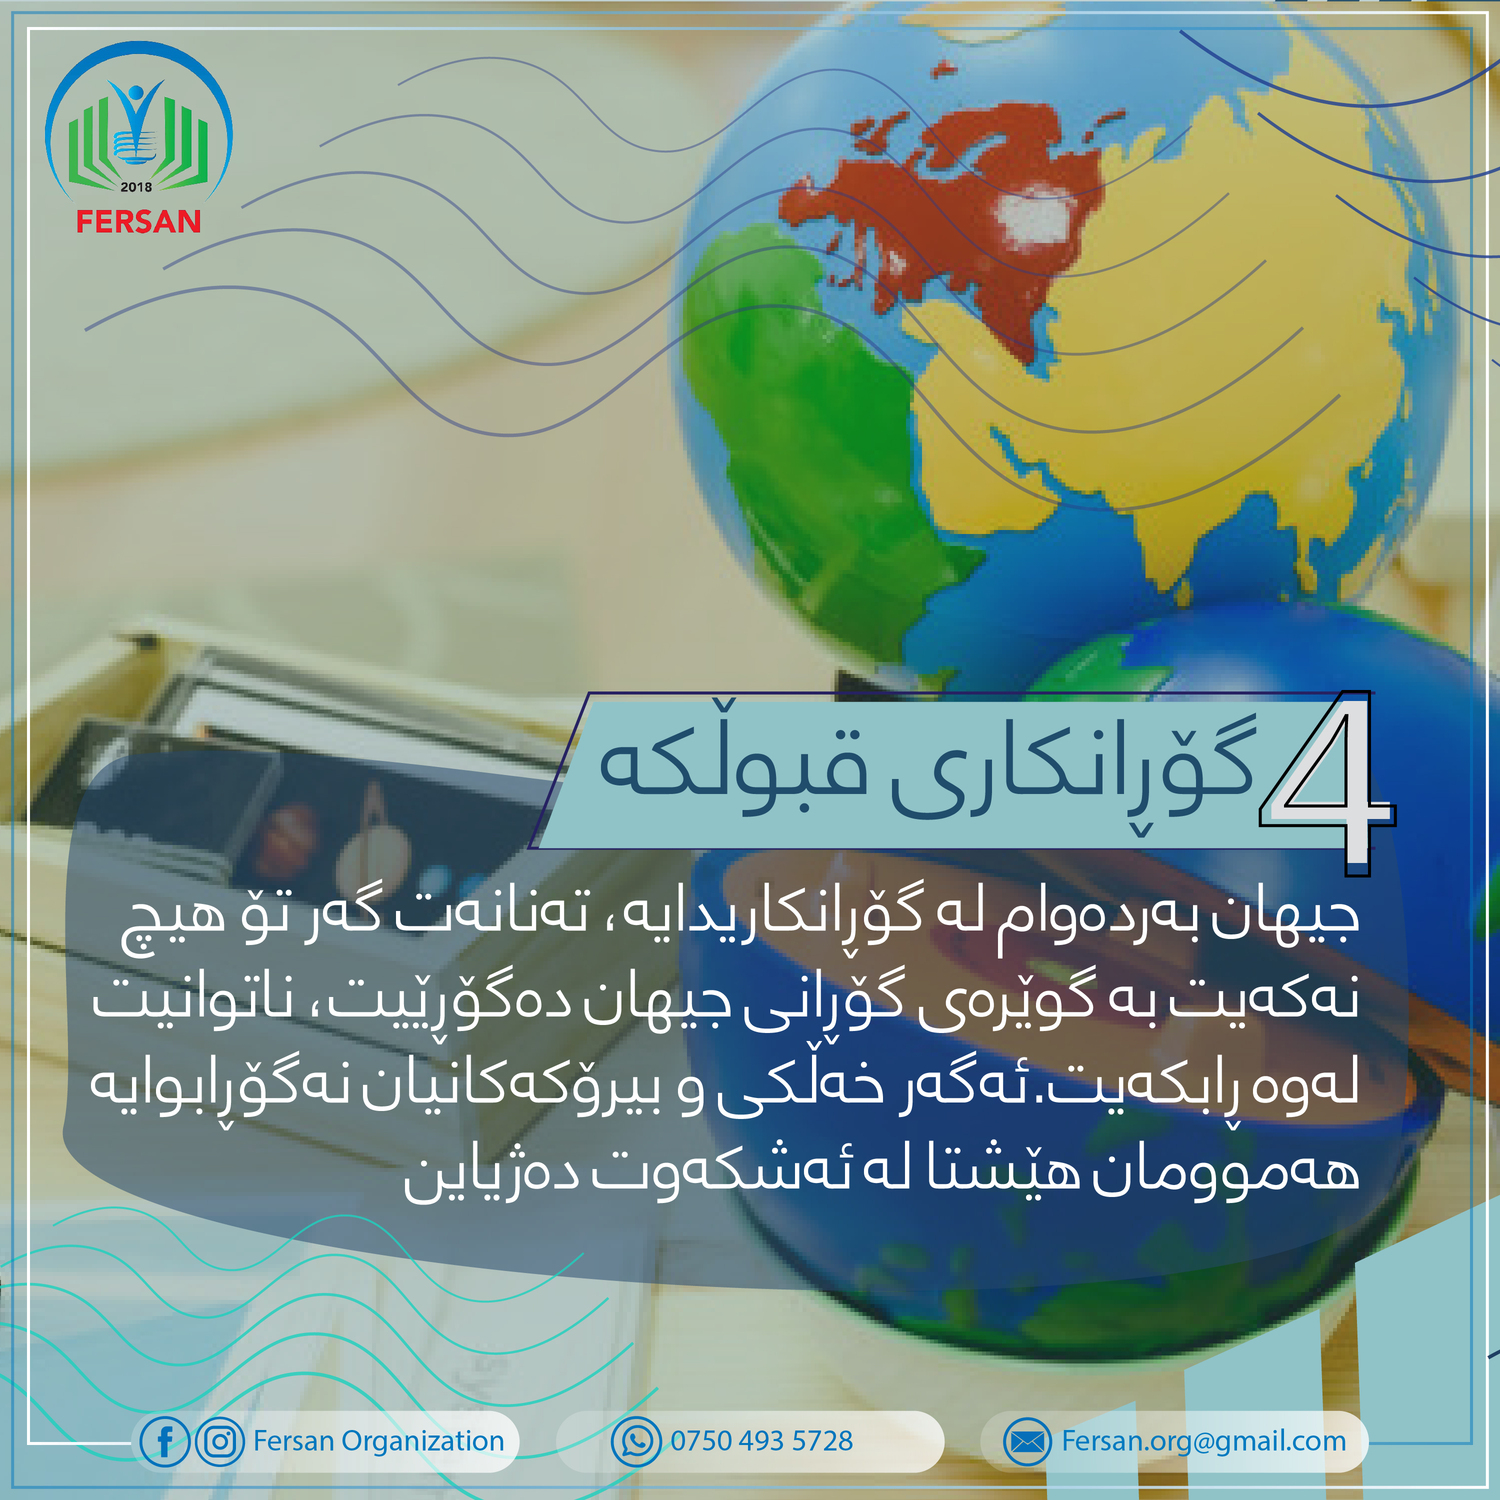 2018
FERSAN
4
گۆڕانکاری قبوڵکە
جیهان بەردەوام لە گۆڕانکاریدایە، تەنانەت گەر تۆ هیچ
نەکەیت بە گوێرەی گۆڕانی جیهان دەگۆڕێیت، ناتوانیت
لەوە ڕابکەیت.ئەگەر خەڵکی و بیرۆکەکانیان نەگۆڕابوایە
هەموومان هێشتا لە ئەشکەوت دەژیاین
Fersan Organization
0750 493 5728
Fersan.org@gmail.com